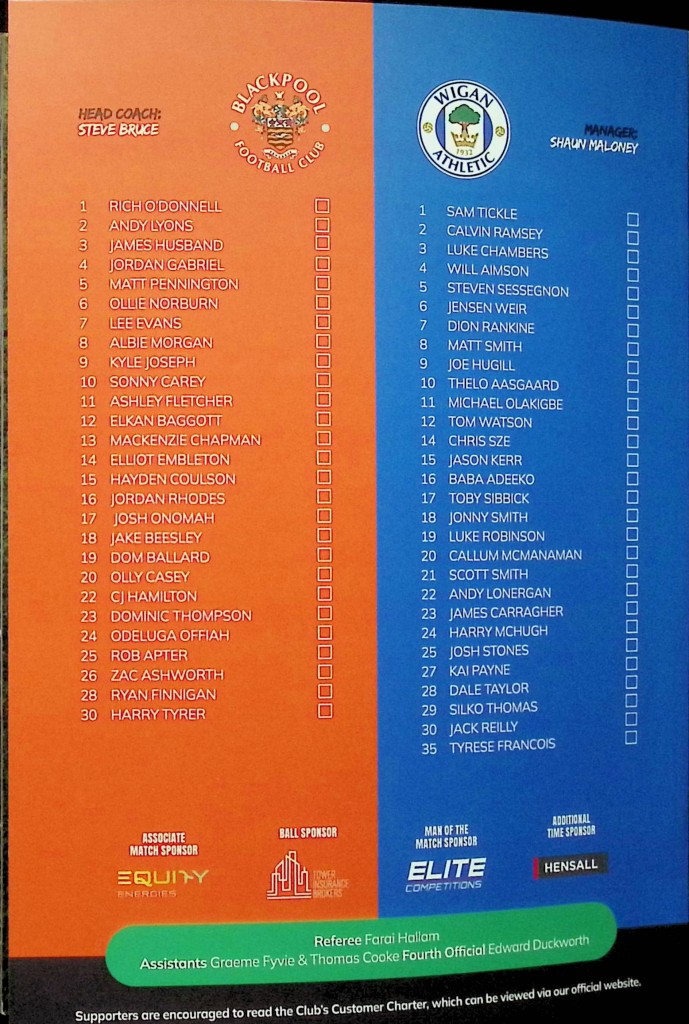 HEAD COACH:
STEVE BRUCE
BLACKPOOL
FOOTBALL CLUB
1 RICH O'DONNELL
2 ANDY LYONS
3 JAMES HUSBAND
4 JORDAN GABRIEL
5 MATT PENNINGTON
6 OLLIE NORBURN
7 LEE EVANS
8 ALBIE MORGAN
9 KYLE JOSEPH
10 SONNY CAREY
11 ASHLEY FLETCHER
12 ELKAN BAGGOTT
13 MACKENZIE CHAPMAN
14 ELLIOT EMBLETON
15 HAYDEN COULSON
16 JORDAN RHODES
17 JOSH ONOMAH
18 JAKE BEESLEY
19 DOM BALLARD
20 OLLY CASEY
22 CJ HAMILTON
23 DOMINIC THOMPSON
24 ODELUGA OFFIAH
25 ROB APTER
26 ZAC ASHWORTH
28 RYAN FINNIGAN
30 HARRY TYRER
WIGAN
1932
ATHLETIC
MANAGER:
SHAUN MALONEY
1 SAM TICKLE
2 CALVIN RAMSEY
3 LUKE CHAMBERS
4 WILL AIMSON
5 STEVEN SESSEGNON
6 JENSEN WEIR
7 DION RANKINE
8 MATT SMITH
9 JOE HUGILL
10 THELO AASGAARD
11 MICHAEL OLAKIGBE
12 TOM WATSON
14 CHRIS SZE
15 JASON KERR
16 BABA ADEEKO
17 TOBY SIBBICK
18 JONNY SMITH
19 LUKE ROBINSON
20 CALLUM MCMANAMAN
21 SCOTT SMITH
22 ANDY LONERGAN
23 JAMES CARRAGHER
24 HARRY MCHUGH
25 JOSH STONES
27 KAI PAYNE
28 DALE TAYLOR
29 SILKO THOMAS
30 JACK REILLY
35 TYRESE FRANCOIS
ASSOCIATE
MATCH SPONSOR
EQUITY
ENERGIES
BALL SPONSOR
TOWER
INSURANCE
BROKERS
MAN OF THE
MATCH SPONSOR
ELITE
COMPETITIONS
ADDITIONAL
TIME SPONSOR
HENSALL
Referee Farai Hallam
Assistants Graeme Fyvie & Thomas Cooke Fourth Official Edward Duckworth
Supporters are encouraged to read the Club's Customer Charter, which can be viewed via our official website.